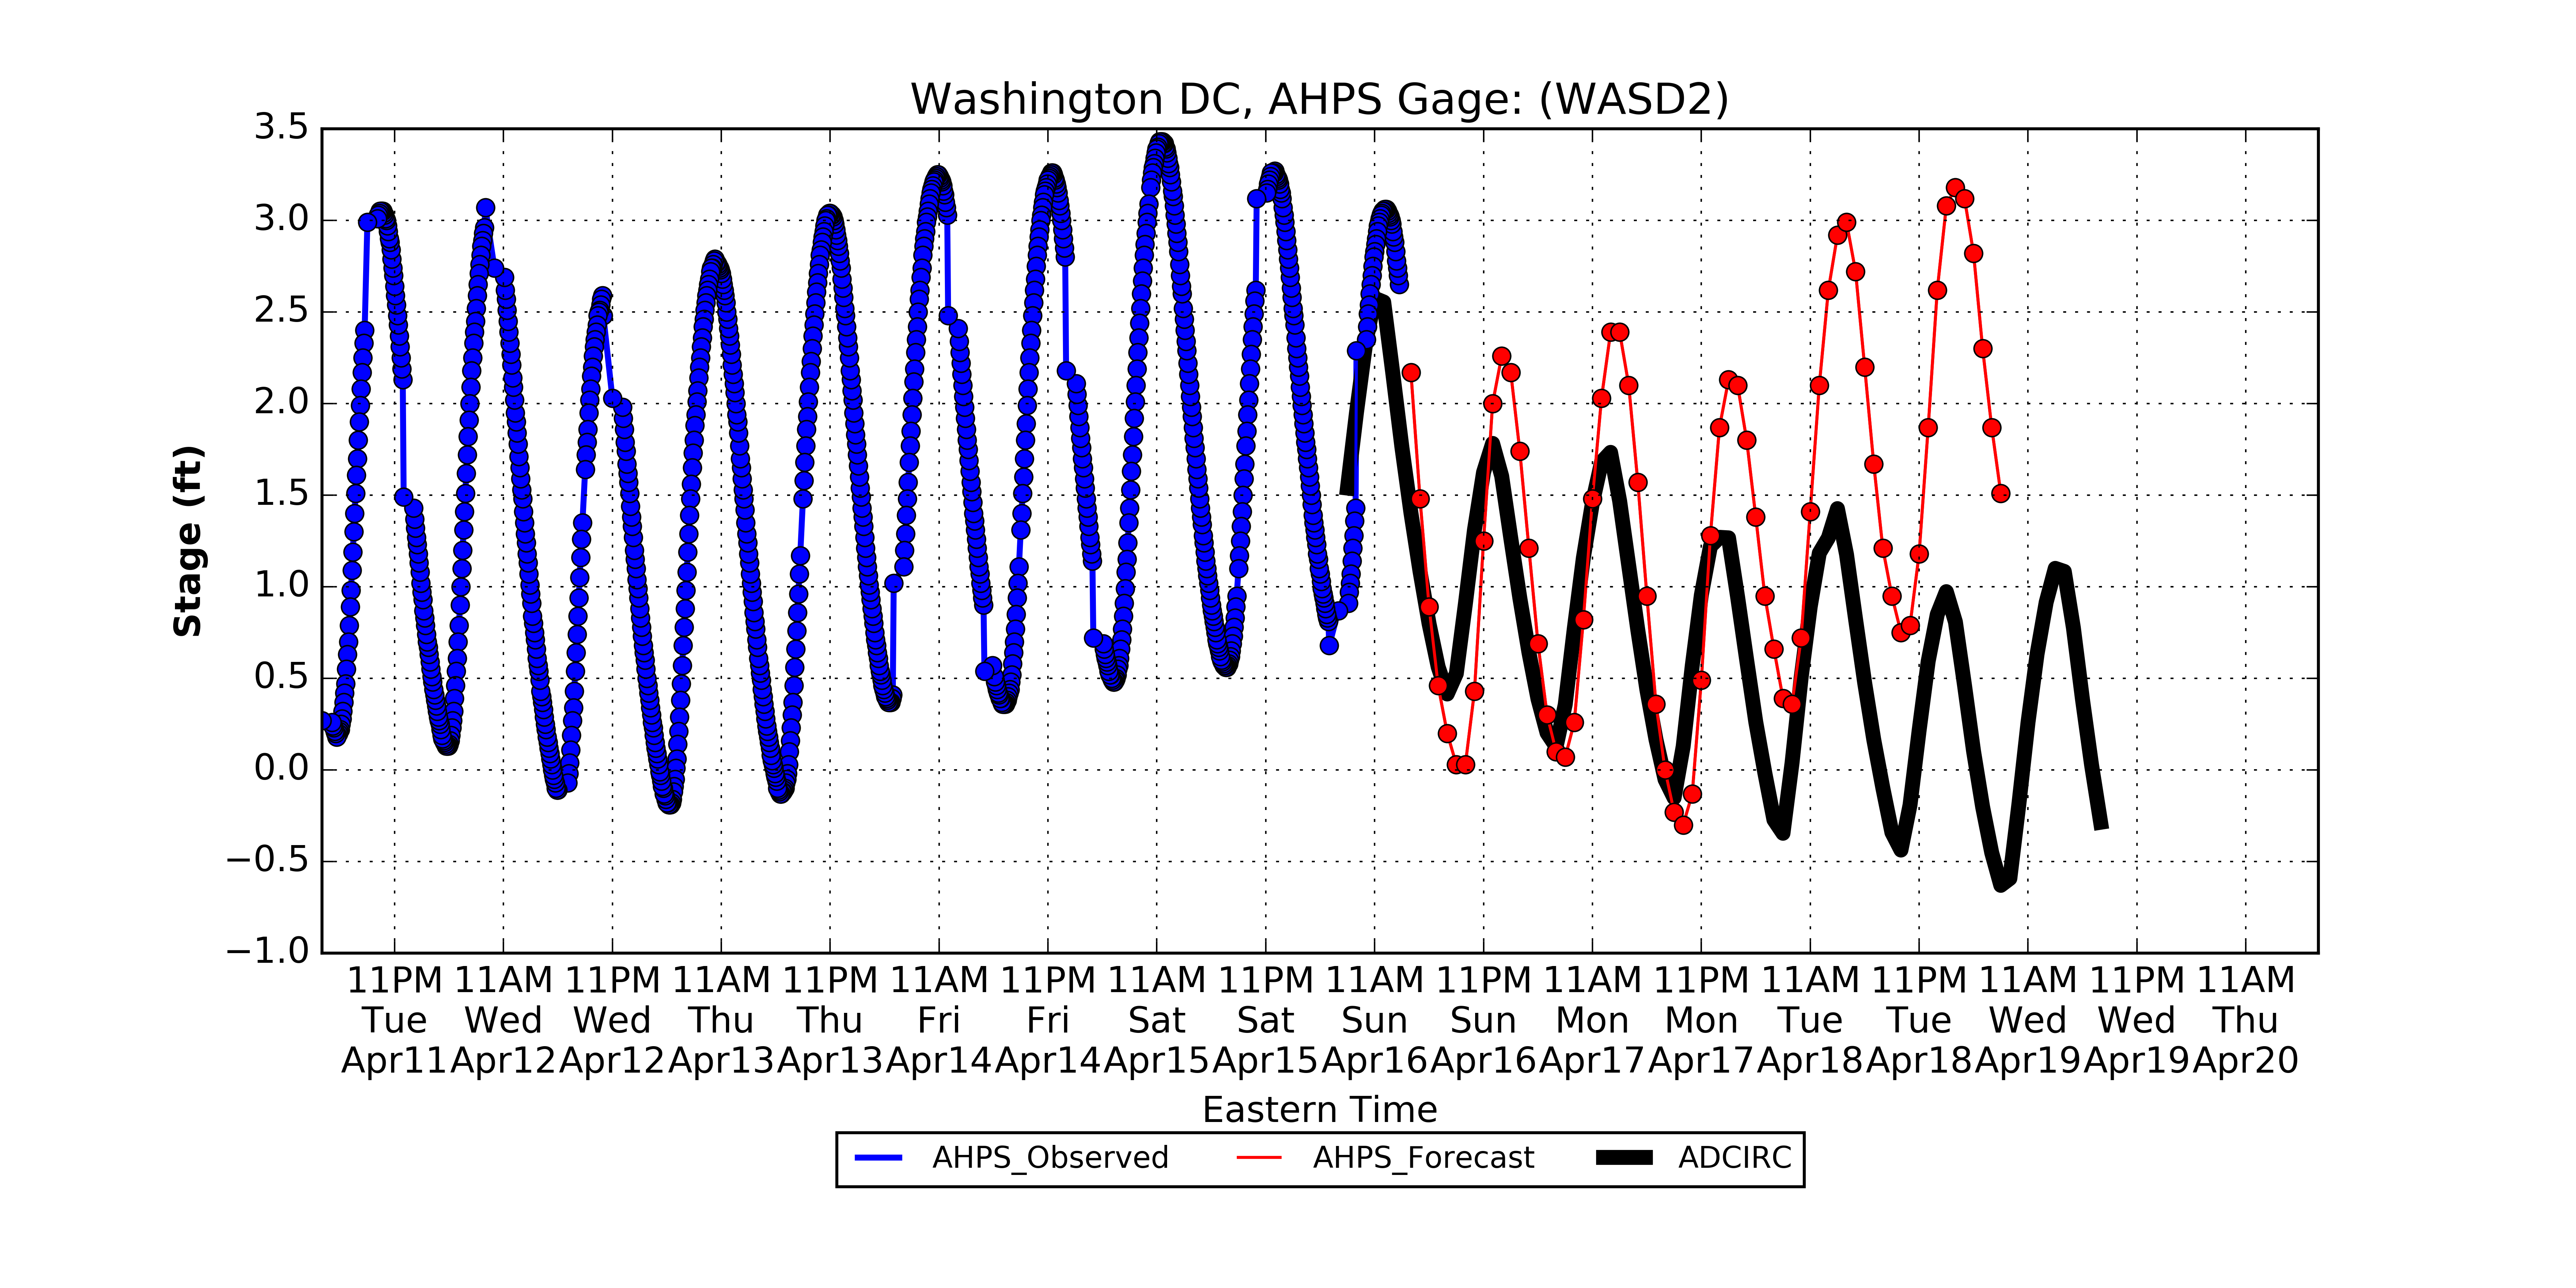 Washington DC, AHPS Gage: (WASD2)
3.5
3.0
2.5
2.0
1.5
1.0
0.5
0.0
−0.5
−1.0
Stage (ft)
11PM 11AM 11PM 11AM 11PM 11AM 11PM 11AM 11PM 11AM 11PM 11AM 11PM 11AM 11PM 11AM 11PM 11AM
Tue Wed Wed Thu Thu Fri Fri Sat Sat Sun Sun Mon Mon Tue Tue Wed Wed Thu
Apr11 Apr12 Apr12 Apr13 Apr13 Apr14 Apr14 Apr15 Apr15 Apr16 Apr16 Apr17 Apr17 Apr18 Apr18 Apr19 Apr19 Apr20
Eastern Time
AHPS_Observed AHPS_Forecast ADCIRC